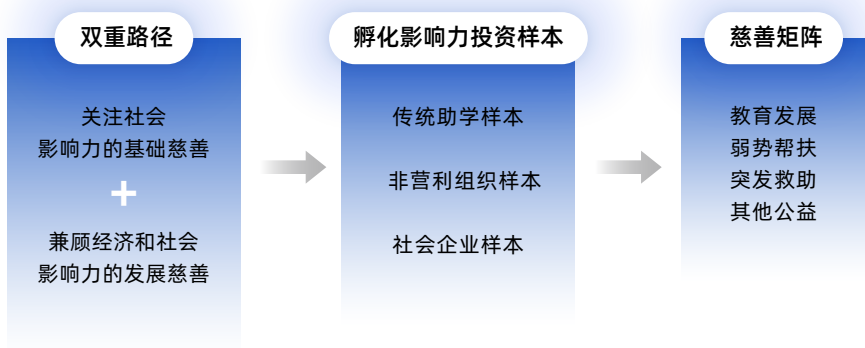 双重路径
关注社会
影响力的基础慈善
+
兼顾经济和社会
影响力的发展慈善
孵化影响力投资样本
传统助学样本
非营利组织样本
社会企业样本
慈善矩阵
教育发展
弱势帮扶
突发救助
其他公益